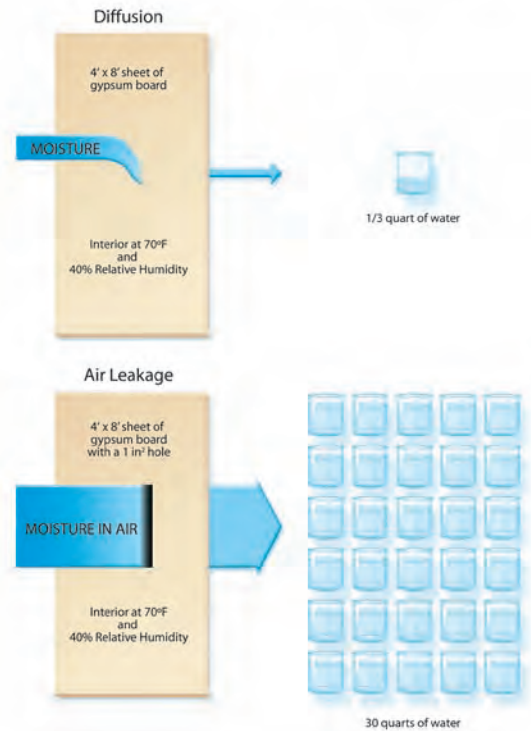 Diffusion
4' x 8' sheet of
gypsum board
MOISTURE
1/3 quart of water
Interior at 70ºF
and
40% Relative Humidity
Air Leakage
4' x 8' sheet of
gypsum board
with a 1 in² hole
MOISTURE IN AIR
Interior at 70ºF
and
40% Relative Humidity
30 quarts of water